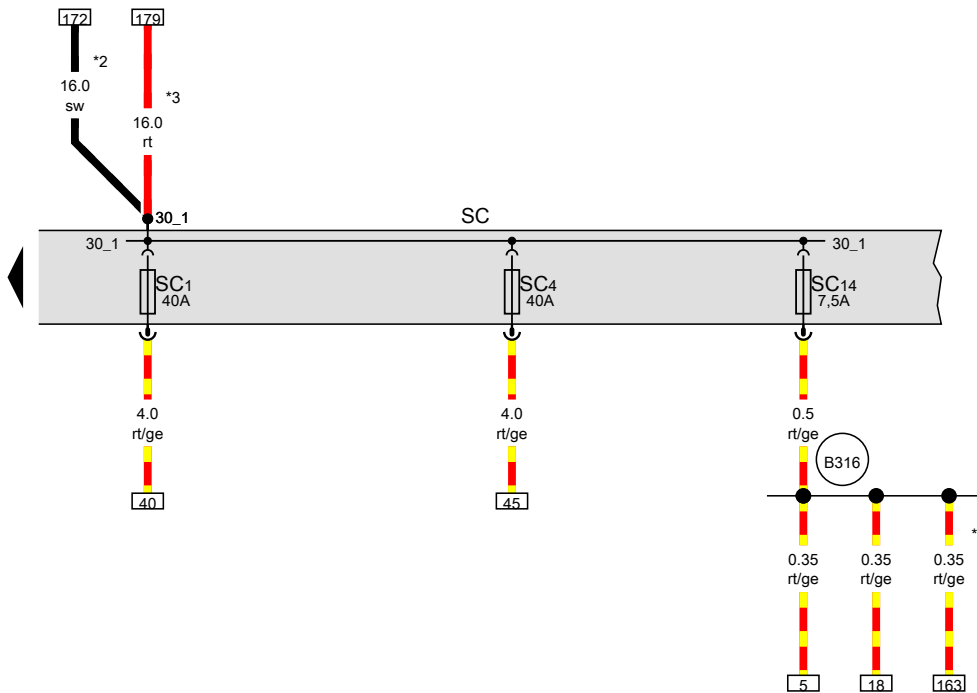 172 179
*2
16.0
sw
*3
16.0
rt
30_1
SC
30_1 30_1
SC1
40A
SC4
40A
SC14
7,5A
4.0
rt/ge
4.0
rt/ge
0.5
rt/ge
B316
40 45
*
0.35
rt/ge
0.35
rt/ge
0.35
rt/ge
5 18 163